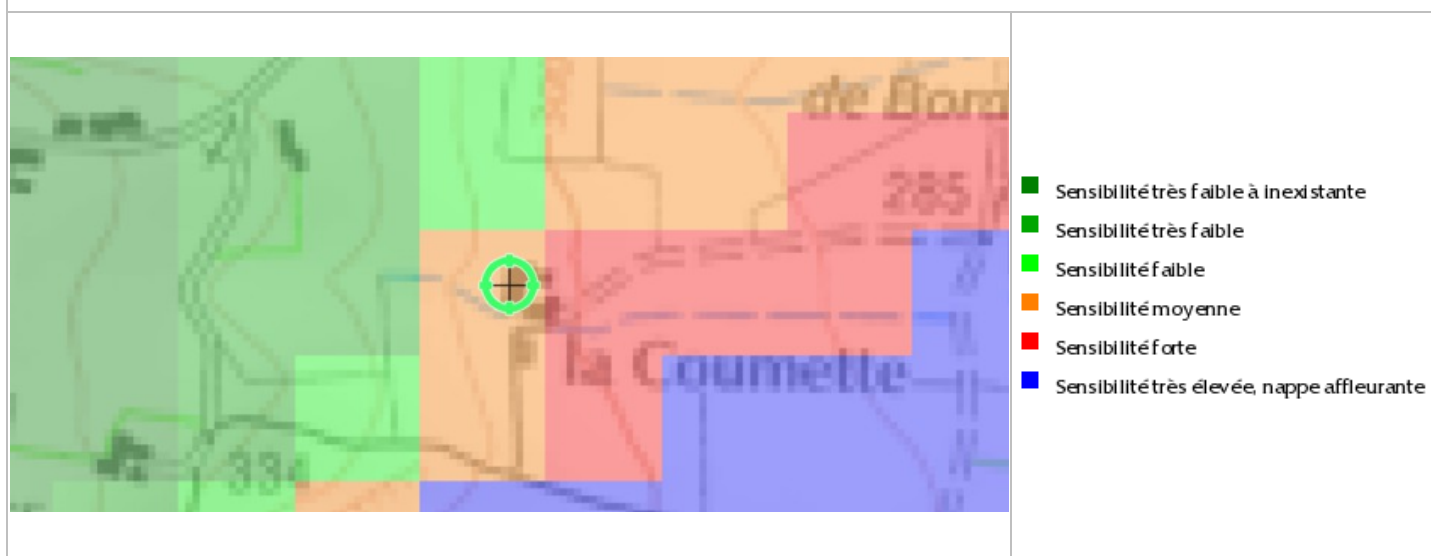 de Bor
285
la Coumette
334
Sensibilité très faible à inexistante
Sensibilité très faible
Sensibilité faible
Sensibilité moyenne
Sensibilité forte
Sensibilité très élevée, nappe affleurante